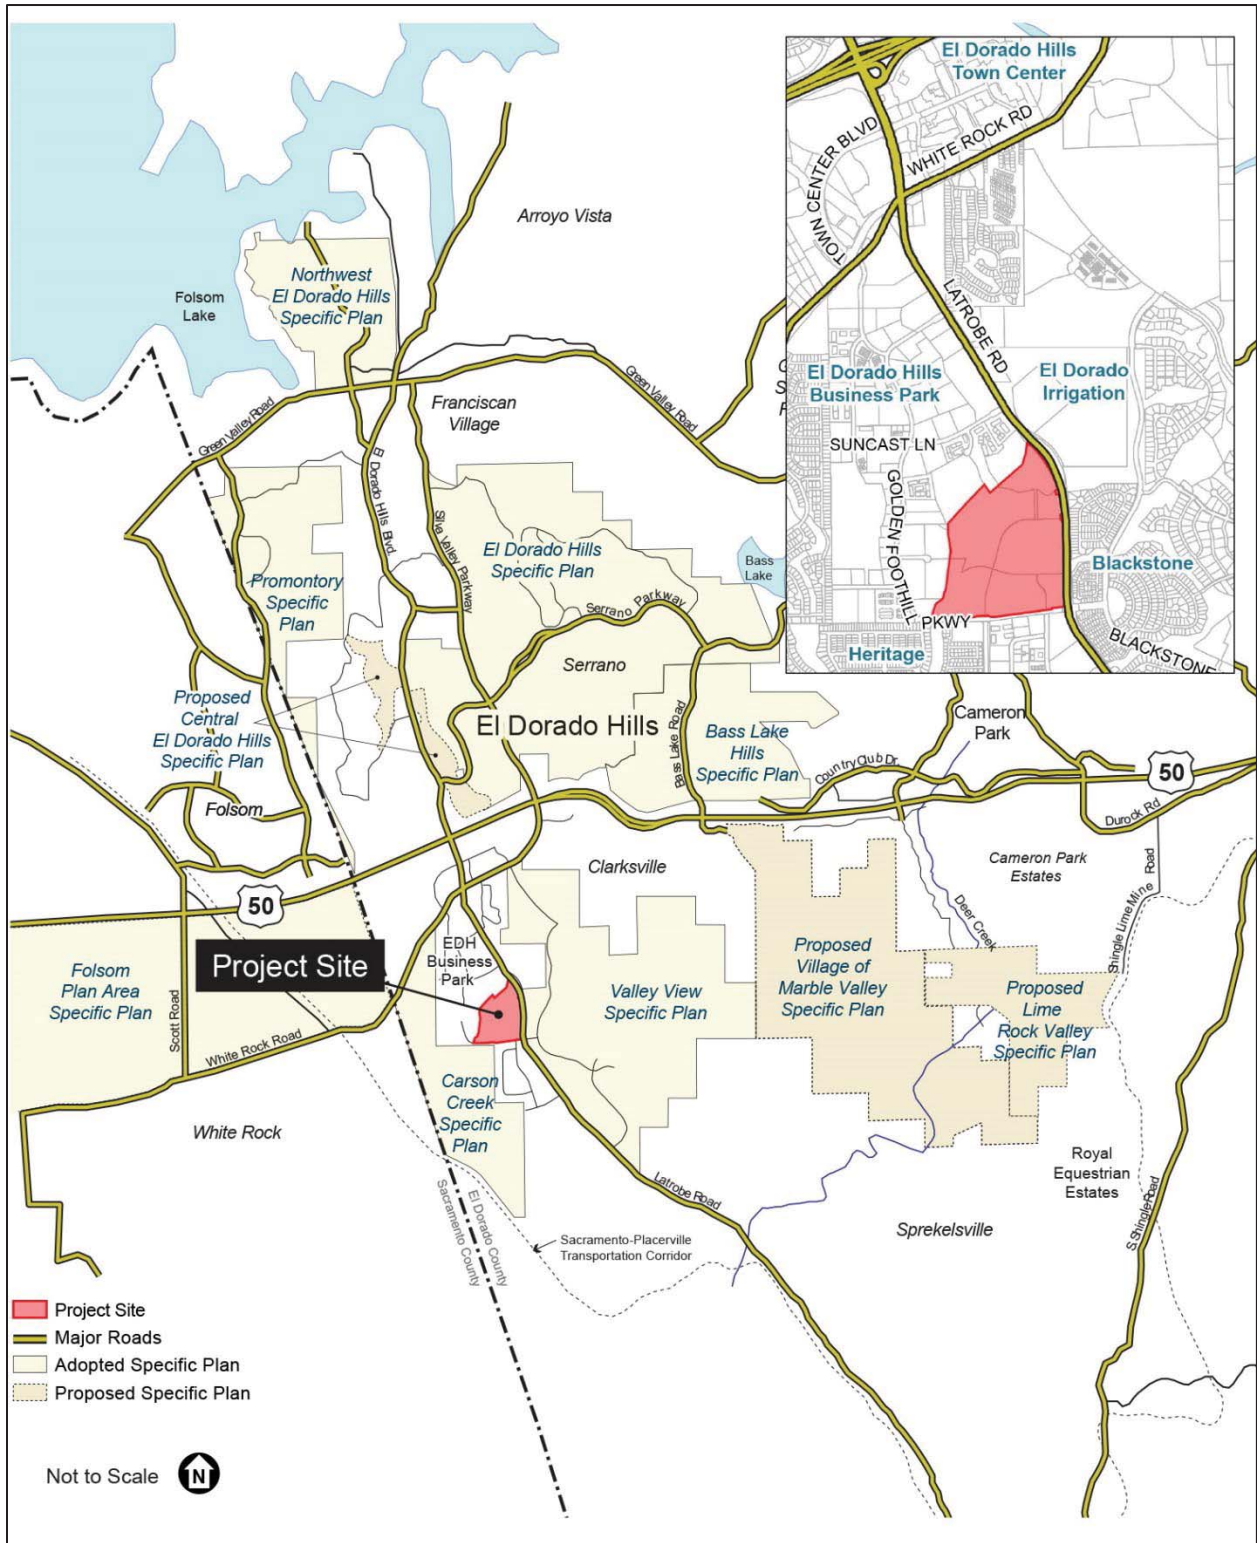 El Dorado Hills
Town Center
TOWN CENTER BLVD
WHITE ROCK RD
LATROBE RD
El Dorado Hills
Business Park
El Dorado
Irrigation
SUNCAST LN
GOLDEN FOOTHILL
PKWY
Blackstone
BLACKSTONE
Heritage
Arroyo Vista
Northwest
El Dorado Hills
Specific Plan
Folsom
Lake
Franciscan
Village
Green Valley Road
Green Valley Road
El Dorado Hills Blvd
Silva Valley Parkway
El Dorado Hills
Specific Plan
Bass
Lake
Promontory
Specific
Plan
Serrano Parkway
Serrano
Proposed
Central
El Dorado Hills
Specific Plan
El Dorado Hills
Bass Lake Road
Bass Lake
Hills
Specific Plan
Cameron
Park
Country Club Dr
50
Durock Rd
Folsom
Clarksville
Cameron Park
Estates
Shingle Lime Mine Road
Deer Creek
50
EDH
Business
Park
Project Site
Folsom
Plan Area
Specific Plan
Scott Road
White Rock Road
Valley View
Specific Plan
Proposed
Village of
Marble Valley
Specific Plan
Proposed
Lime
Rock Valley
Specific Plan
Carson
Creek
Specific
Plan
White Rock
Royal
Equestrian
Estates
Latrobe Road
Sprekelsville
S. Shingle Road
El Dorado County
Sacramento County
Sacramento-Placerville
Transportation Corridor
Project Site
Major Roads
Adopted Specific Plan
Proposed Specific Plan
Not to Scale
N